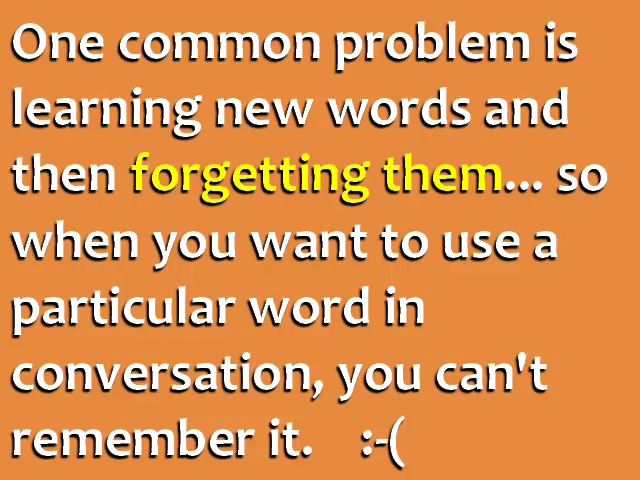 One common problem is
learning new words and
then forgetting them... so
when you want to use a
particular word in
conversation, you can't
remember it. :-(